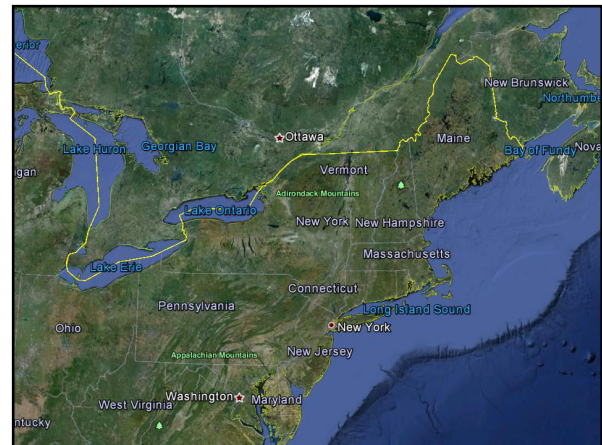 erior
New Brunswick
Northumbe
Ottawa
Maine
Lake Huron
Georgian Bay
Bay of Fundy
Nova
igan
Vermont
Adirondack Mountains
Lake Ontario
New York
New Hampshire
Massachusetts
Lake Erie
Connecticut
Pennsylvania
Long Island Sound
Ohio
New York
Appalachian Mountains
New Jersey
Washington
West Virginia
Maryland
ntucky